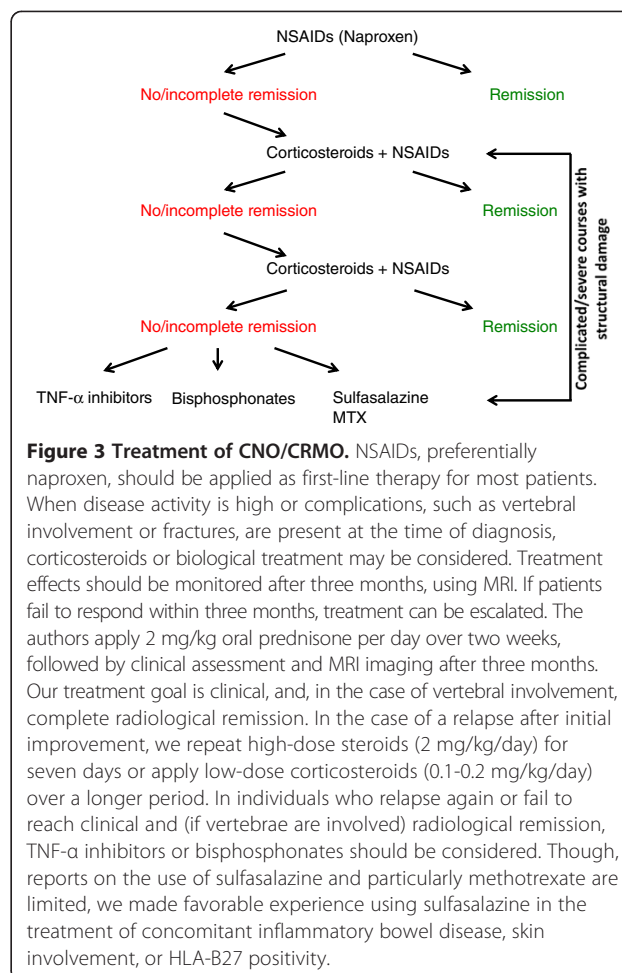 NSAIDs (Naproxen)
No/incomplete remission Remission
Corticosteroids + NSAIDs
No/incomplete remission Remission
Corticosteroids + NSAIDs
No/incomplete remission Remission
TNF-α inhibitors Bisphosphonates Sulfasalazine
MTX
Complicated/severe courses with
structural damage
Figure 3 Treatment of CNO/CRMO. NSAIDs, preferentially
naproxen, should be applied as first-line therapy for most patients.
When disease activity is high or complications, such as vertebral
involvement or fractures, are present at the time of diagnosis,
corticosteroids or biological treatment may be considered. Treatment
effects should be monitored after three months, using MRI. If patients
fail to respond within three months, treatment can be escalated. The
authors apply 2 mg/kg oral prednisone per day over two weeks,
followed by clinical assessment and MRI imaging after three months.
Our treatment goal is clinical, and, in the case of vertebral involvement,
complete radiological remission. In the case of a relapse after initial
improvement, we repeat high-dose steroids (2 mg/kg/day) for
seven days or apply low-dose corticosteroids (0.1-0.2 mg/kg/day)
over a longer period. In individuals who relapse again or fail to
reach clinical and (if vertebrae are involved) radiological remission,
TNF-α inhibitors or bisphosphonates should be considered. Though,
reports on the use of sulfasalazine and particularly methotrexate are
limited, we made favorable experience using sulfasalazine in the
treatment of concomitant inflammatory bowel disease, skin
involvement, or HLA-B27 positivity.